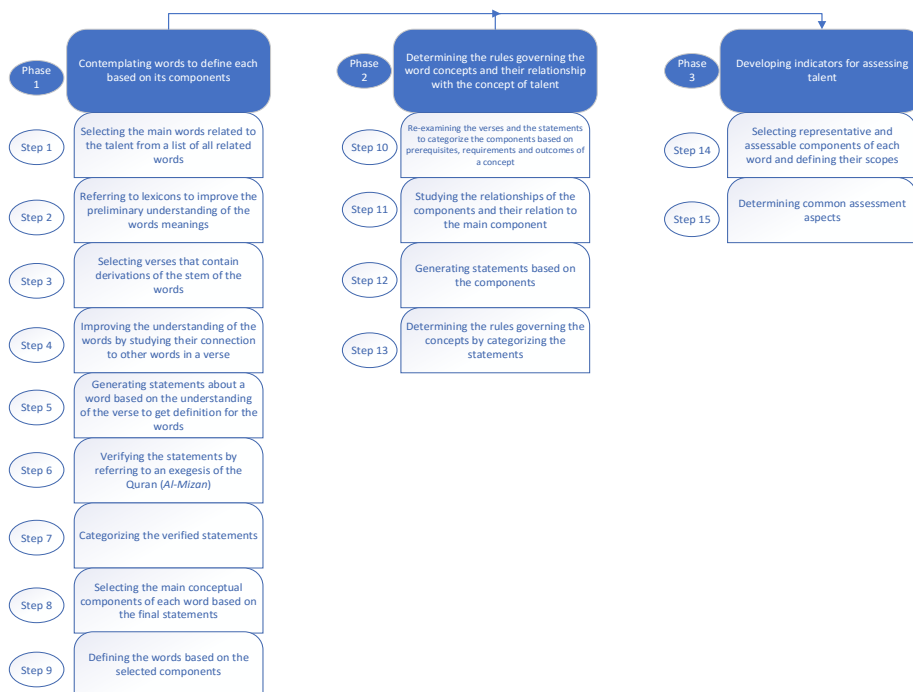 Phase
1
Contemplating words to define each
based on its components
Step 1
Selecting the main words related to
the talent from a list of all related
words
Step 2
Referring to lexicons to improve the
preliminary understanding of the
words meanings
Step 3
Selecting verses that contain
derivations of the stem of the
words
Step 4
Improving the understanding of the
words by studying their connection
to other words in a verse
Step 5
Generating statements about a
word based on the understanding
of the verse to get definition for the
words
Step 6
Verifying the statements by
referring to an exegesis of the
Quran (Al-Mizan)
Step 7
Categorizing the verified statements
Step 8
Selecting the main conceptual
components of each word based on
the final statements
Step 9
Defining the words based on the
selected components
Phase
2
Determining the rules governing
the word concepts and their relationship
with the concept of talent
Step 10
Re-examining the verses and the statements
to categorize the components based on
prerequisites, requirements and outcomes of
a concept
Step 11
Studying the relationships of the
components and their relation to
the main component
Step 12
Generating statements based on
the components
Step 13
Determining the rules governing the
concepts by categorizing the
statements
Phase
3
Developing indicators for assessing
talent
Step 14
Selecting representative and
assessable components of each
word and defining their scopes
Step 15
Determining common assessment
aspects